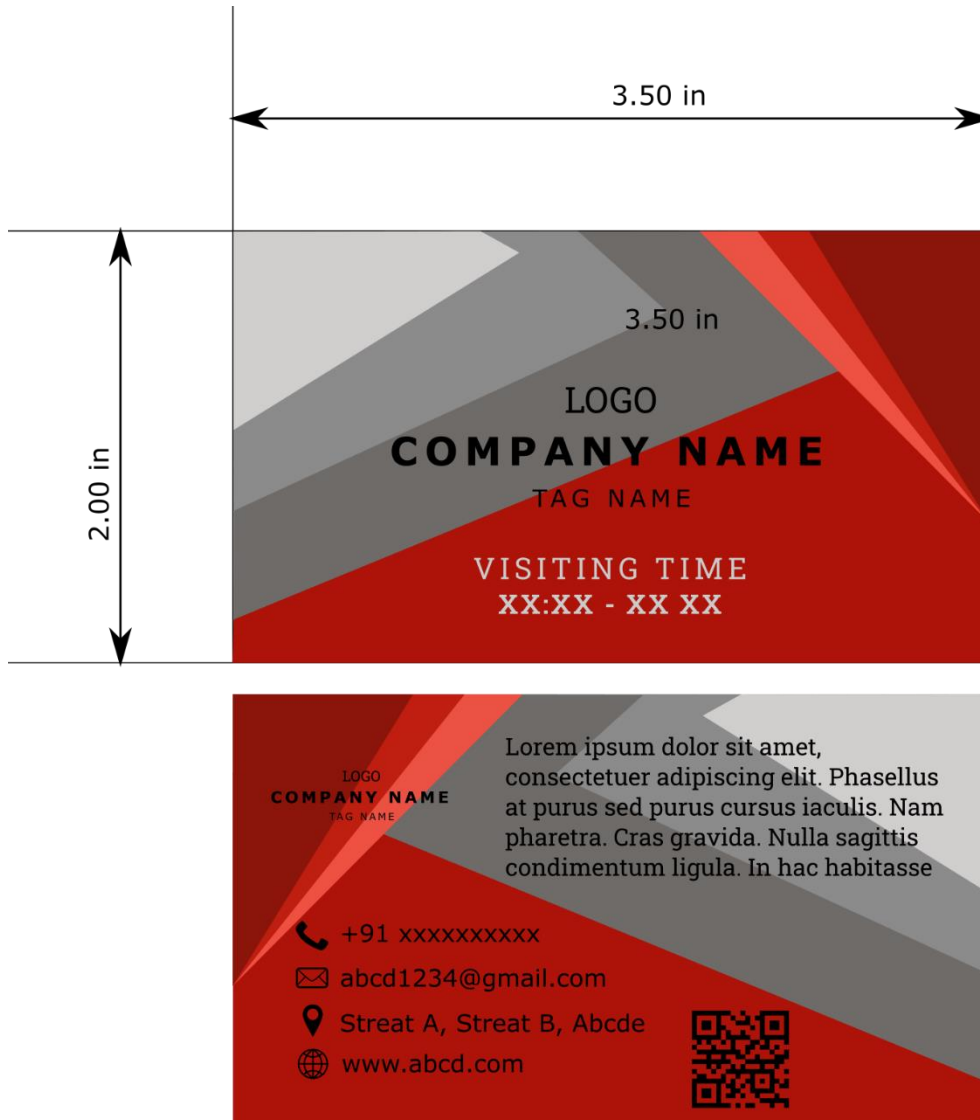 3.50 in
2.00 in
3.50 in
LOGO
COMPANY NAME
TAG NAME
VISITING TIME
XX:XX - XX XX
LOGO
COMPANY NAME
TAG NAME
Lorem ipsum dolor sit amet,
consectetuer adipiscing elit. Phasellus
at purus sed purus cursus iaculis. Nam
pharetra. Cras gravida. Nulla sagittis
condimentum ligula. In hac habitasse
+91 xxxxxxxxxx
abcd1234@gmail.com
Streat A, Streat B, Abcde
www.abcd.com